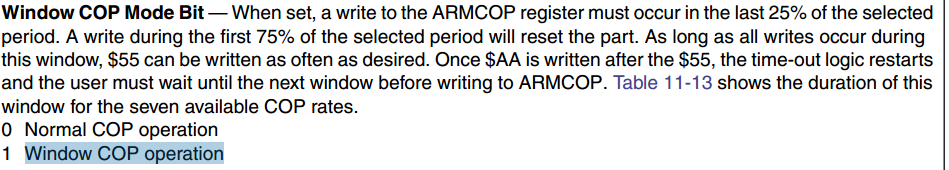 Window COP Mode Bit — When set, a write to the ARMCOP register must occur in the last 25% of the selected
period. A write during the first 75% of the selected period will reset the part. As long as all writes occur during
this window, $55 can be written as often as desired. Once $AA is written after the $55, the time-out logic restarts
and the user must wait until the next window before writing to ARMCOP. Table 11-13 shows the duration of this
window for the seven available COP rates.
0 Normal COP operation
1 Window COP operation